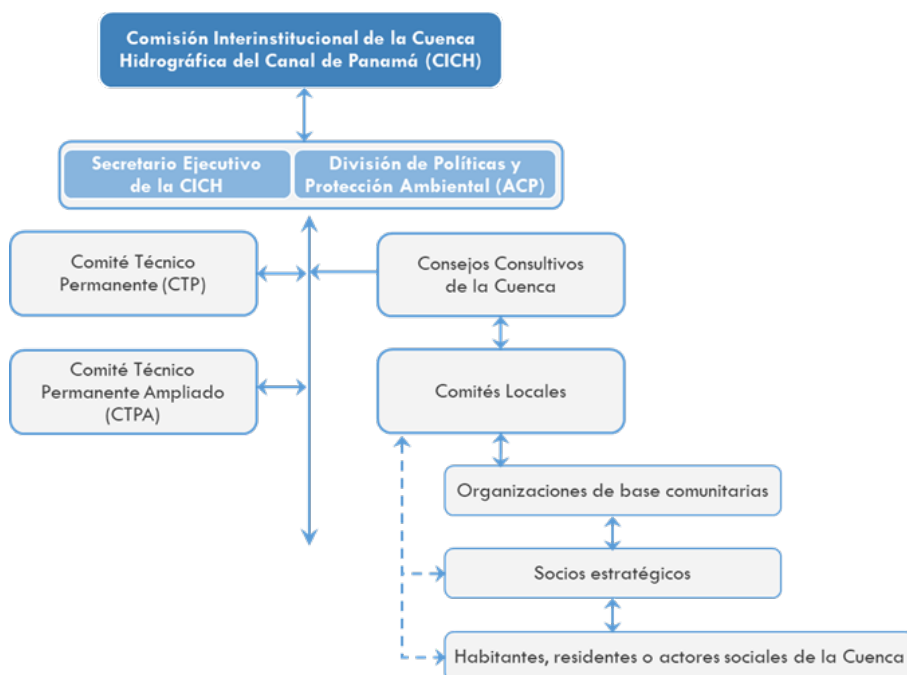 Comisión Interinstitucional de la Cuenca
Hidrográfica del Canal de Panamá (CICH)
Secretario Ejecutivo
de la CICH
División de Políticas y
Protección Ambiental (ACP)
Comité Técnico
Permanente (CTP)
Consejos Consultivos
de la Cuenca
Comité Técnico
Permanente Ampliado
(CTPA)
Comités Locales
Organizaciones de base comunitarias
Socios estratégicos
Habitantes, residentes o actores sociales de la Cuenca